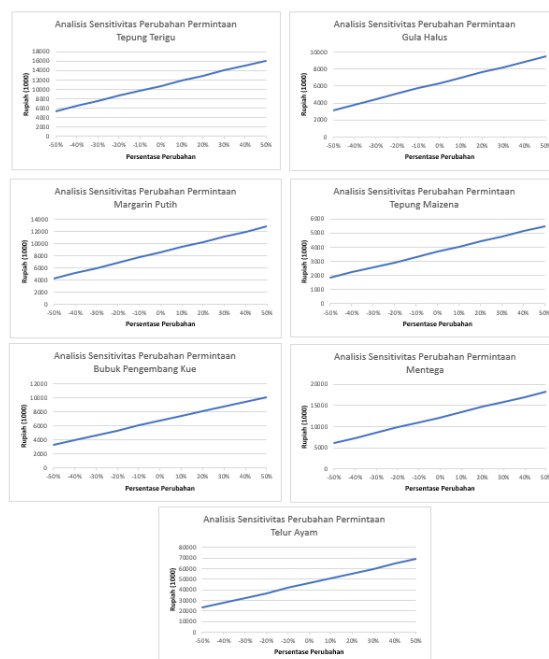 Analisis Sensitivitas Perubahan Permintaan
Tepung Terigu
Rupiah (1000)
18000
16000
14000
12000
10000
8000
6000
4000
2000
0
-50% -40% -30% -20% -10% 0% 10% 20% 30% 40% 50%
Persentase Perubahan
Analisis Sensitivitas Perubahan Permintaan
Gula Halus
Rupiah (1000)
10000
8000
6000
4000
2000
0
-50% -40% -30% -20% -10% 0% 10% 20% 30% 40% 50%
Persentase Perubahan
Analisis Sensitivitas Perubahan Permintaan
Margarin Putih
Rupiah (1000)
14000
12000
10000
8000
6000
4000
2000
0
-50% -40% -30% -20% -10% 0% 10% 20% 30% 40% 50%
Persentase Perubahan
Analisis Sensitivitas Perubahan Permintaan
Tepung Maizena
Rupiah (1000)
6000
5000
4000
3000
2000
1000
0
-50% -40% -30% -20% -10% 0% 10% 20% 30% 40% 50%
Persentase Perubahan
Analisis Sensitivitas Perubahan Permintaan
Bubuk Pengembang Kue
Rupiah (1000)
12000
10000
8000
6000
4000
2000
0
-50% -40% -30% -20% -10% 0% 10% 20% 30% 40% 50%
Persentase Perubahan
Analisis Sensitivitas Perubahan Permintaan
Mentega
Rupiah (1000)
20000
15000
10000
5000
0
-50% -40% -30% -20% -10% 0% 10% 20% 30% 40% 50%
Persentase Perubahan
Analisis Sensitivitas Perubahan Permintaan
Telur Ayam
Rupiah (1000)
80000
70000
60000
50000
40000
30000
20000
10000
0
-50% -40% -30% -20% -10% 0% 10% 20% 30% 40% 50%
Persentase Perubahan